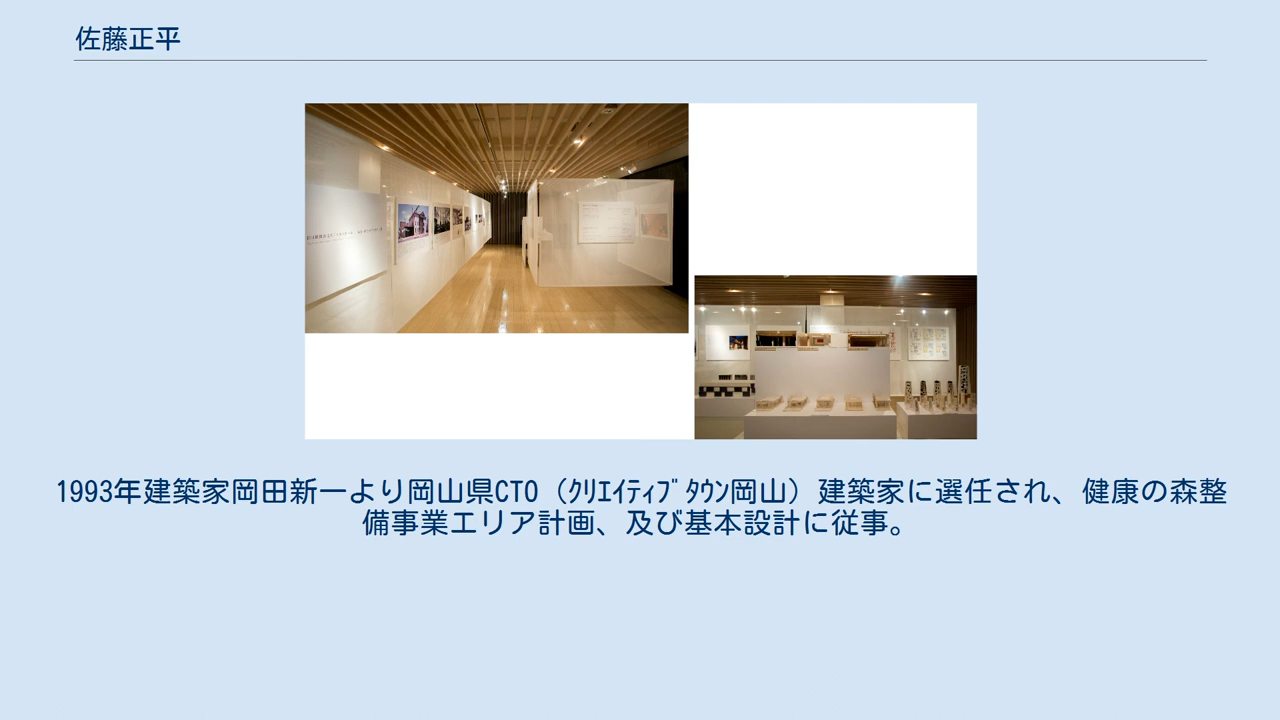 佐藤正平
1993年建築家岡田新一より岡山県CTO（ｸﾘｴｲﾃｨﾌﾞﾀｳﾝ岡山）建築家に選任され、健康の森整
備事業エリア計画、及び基本設計に従事。